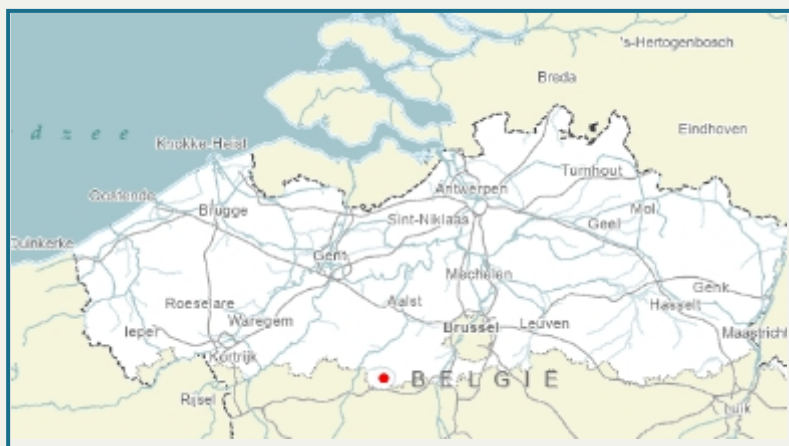 's-Hertogenbosch
Breda
dzee
Eindhoven
Knokke-Heist
Turnhout
Oostende
Antwerpen
Brugge
Sint-Niklaas
Geel
Mol
Duinkerke
Gent
Mechelen
Genk
Roeselare
Aalst
Hasselt
Ieper
Waregem
Brussel
Leuven
Maastricht
Kortrijk
BELGIË
Rijsel
Luik